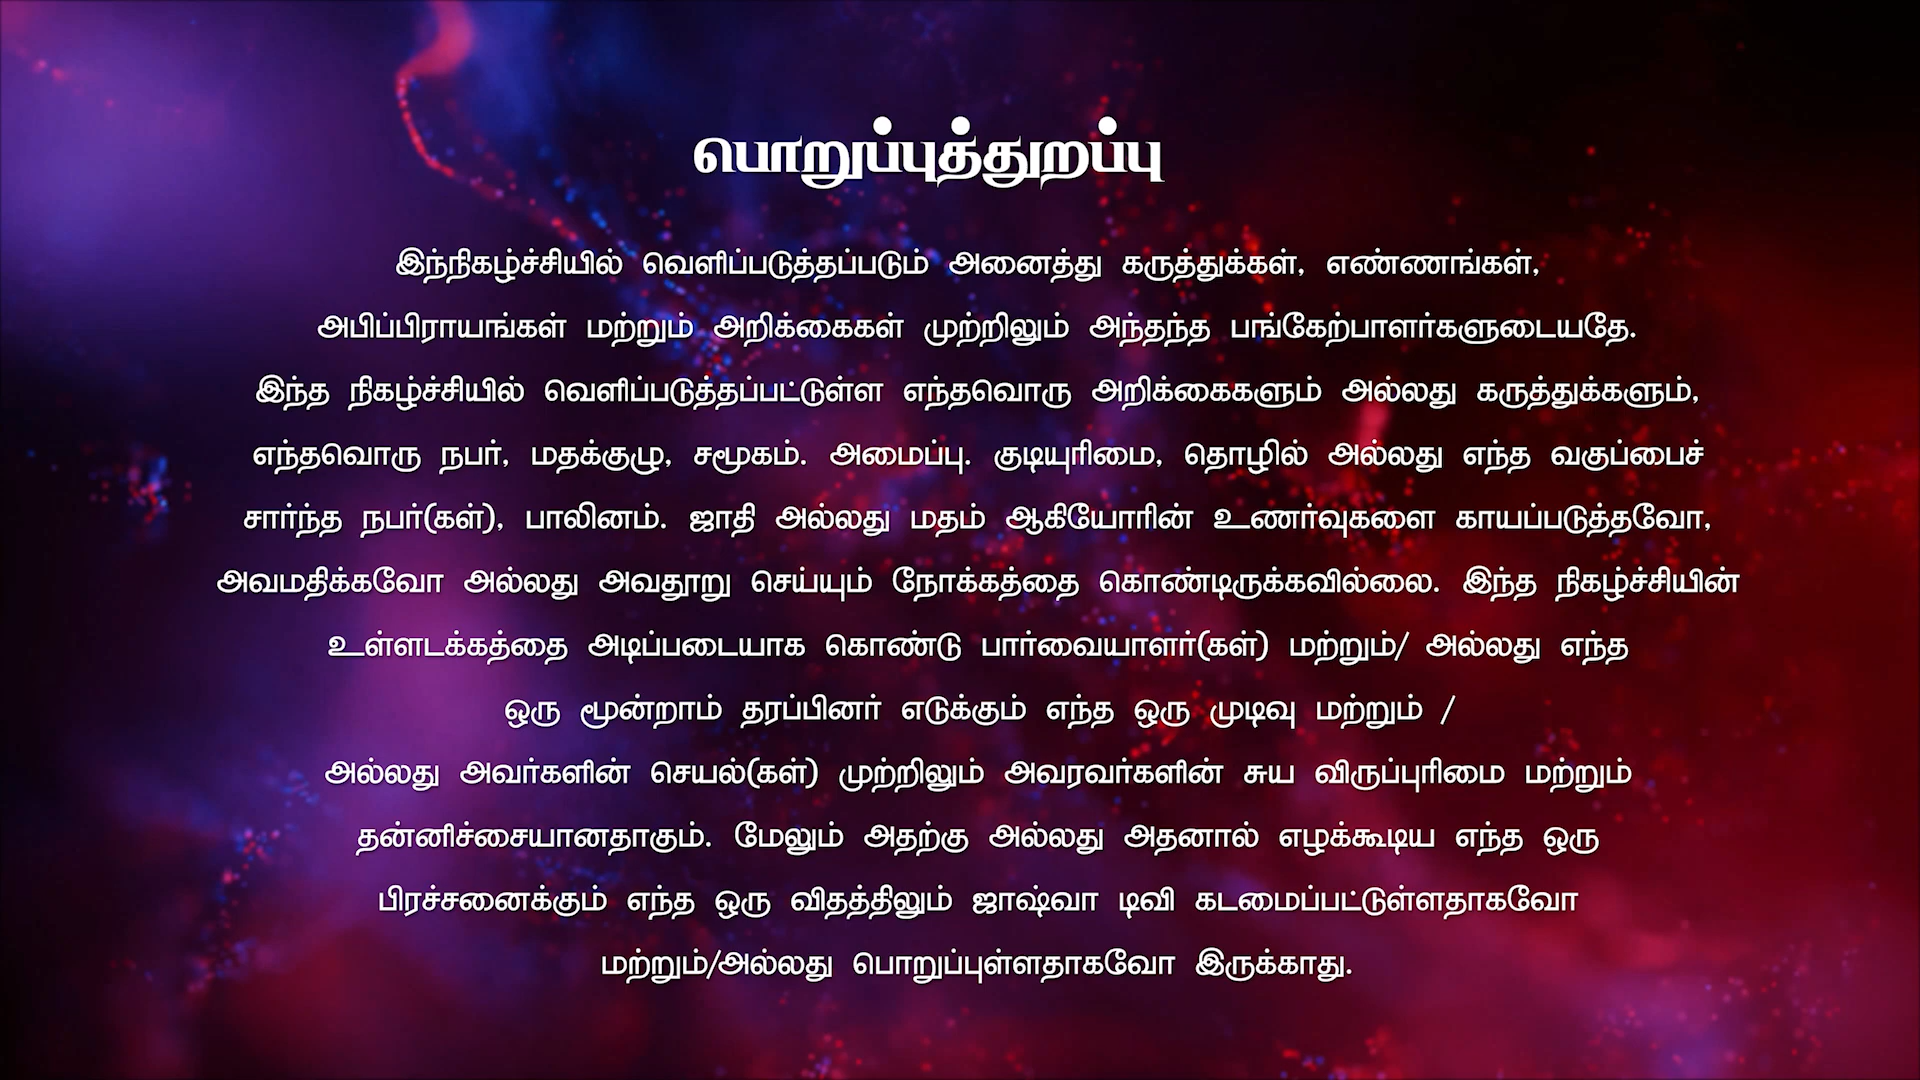 பொறுப்புத்துறப்பு
இந்நிகழ்ச்சியில் வெளிப்படுத்தப்படும் அனைத்து கருத்துக்கள், எண்ணங்கள்,
அபிப்பிராயங்கள் மற்றும் அறிக்கைகள் முற்றிலும் அந்தந்த பங்கேற்பாளர்களுடையதே.
இந்த நிகழ்ச்சியில் வெளிப்படுத்தப்பட்டுள்ள எந்தவொரு அறிக்கைகளும் அல்லது கருத்துக்களும்,
எந்தவொரு நபர், மதக்குழு, சமூகம். அமைப்பு. குடியுரிமை, தொழில் அல்லது எந்த வகுப்பைச்
சார்ந்த நபர்(கள்), பாலினம். ஜாதி அல்லது மதம் ஆகியோரின் உணர்வுகளை காயப்படுத்தவோ,
அவமதிக்கவோ அல்லது அவதூறு செய்யும் நோக்கத்தை கொண்டிருக்கவில்லை. இந்த நிகழ்ச்சியின்
உள்ளடக்கத்தை அடிப்படையாக கொண்டு பார்வையாளர்(கள்) மற்றும்/ அல்லது எந்த
ஒரு மூன்றாம் தரப்பினர் எடுக்கும் எந்த ஒரு முடிவு மற்றும் /
அல்லது அவர்களின் செயல்(கள்) முற்றிலும் அவரவர்களின் சுய விருப்புரிமை மற்றும்
தன்னிச்சையானதாகும். மேலும் அதற்கு அல்லது அதனால் எழக்கூடிய எந்த ஒரு
பிரச்சனைக்கும் எந்த ஒரு விதத்திலும் ஜாஷ்வா டிவி கடமைப்பட்டுள்ளதாகவோ
மற்றும்/அல்லது பொறுப்புள்ளதாகவோ இருக்காது.